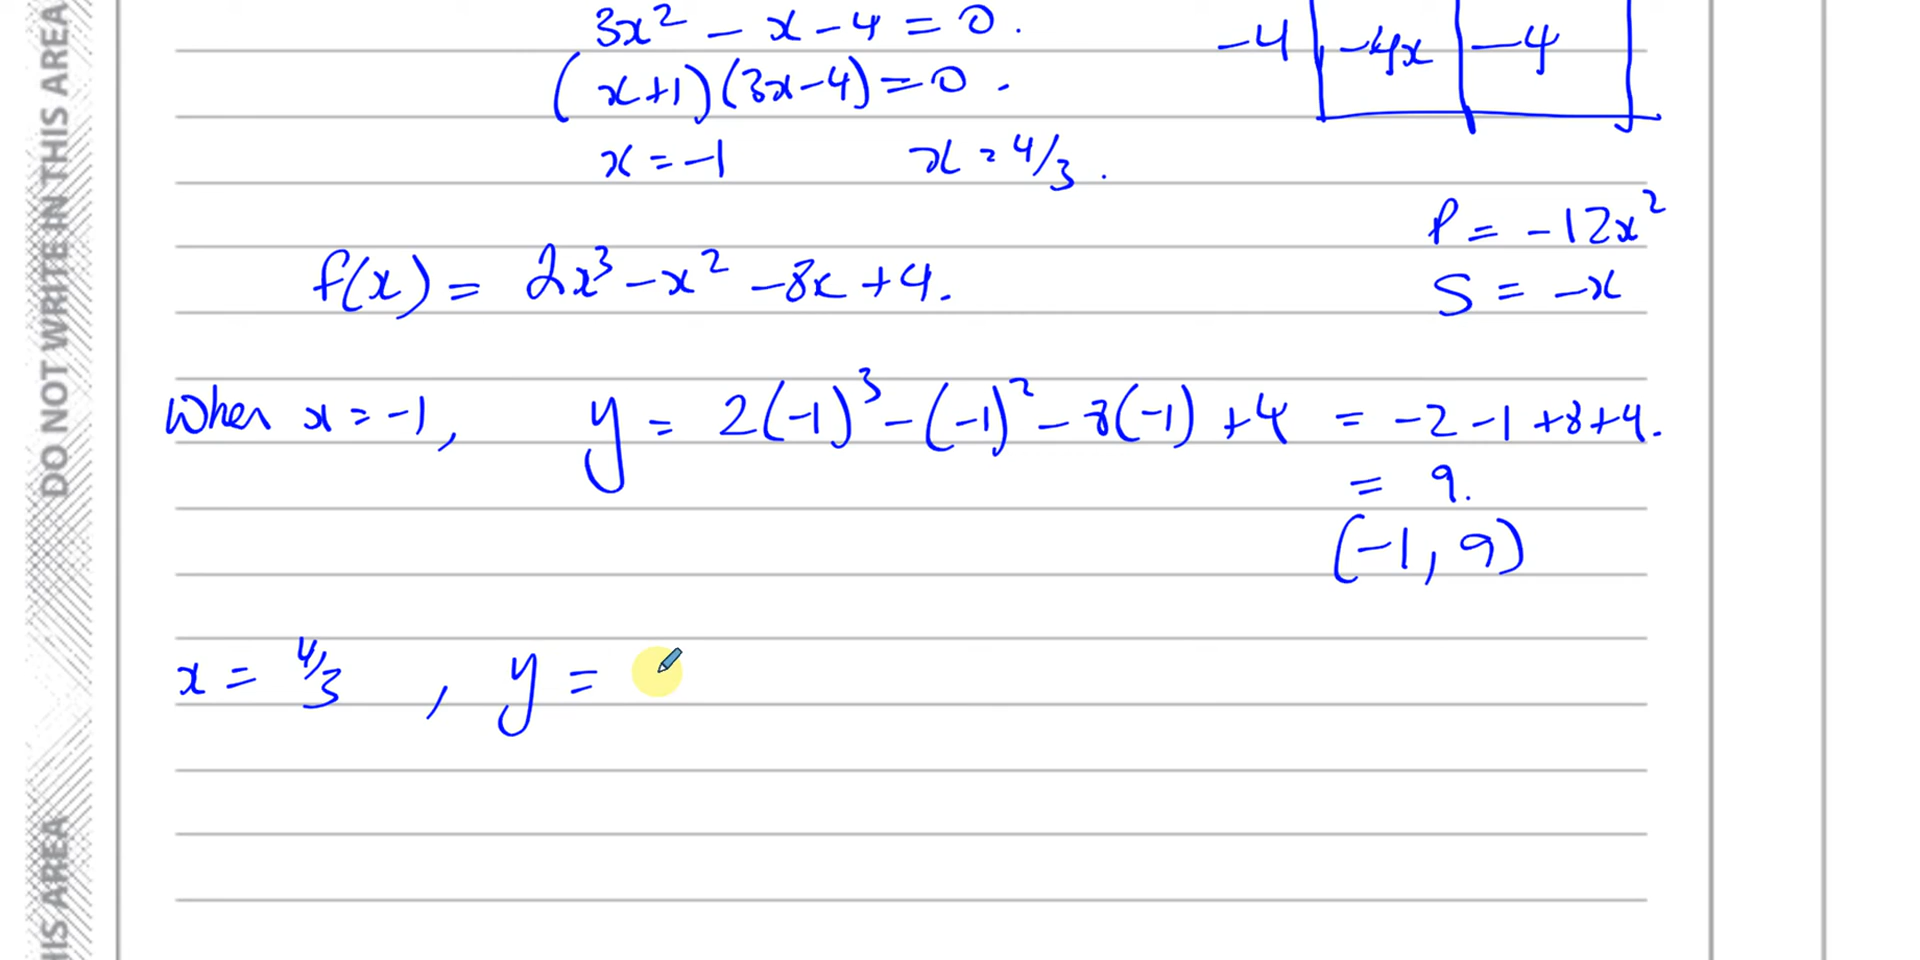 3x² - x - 4 = 0.
(x+1)(3x-4) = 0.
x = -1 x = 4/3.
-4 -4x -4
P = -12x²
S = -x
f(x) = 2x³ - x² - 8x + 4.
When x = -1, y = 2(-1)³ - (-1)² - 8(-1) + 4 = -2 - 1 + 8 + 4.
= 9.
(-1, 9)
x = 4/3 , y =
DO NOT WRITE IN THIS AREA
HIS AREA